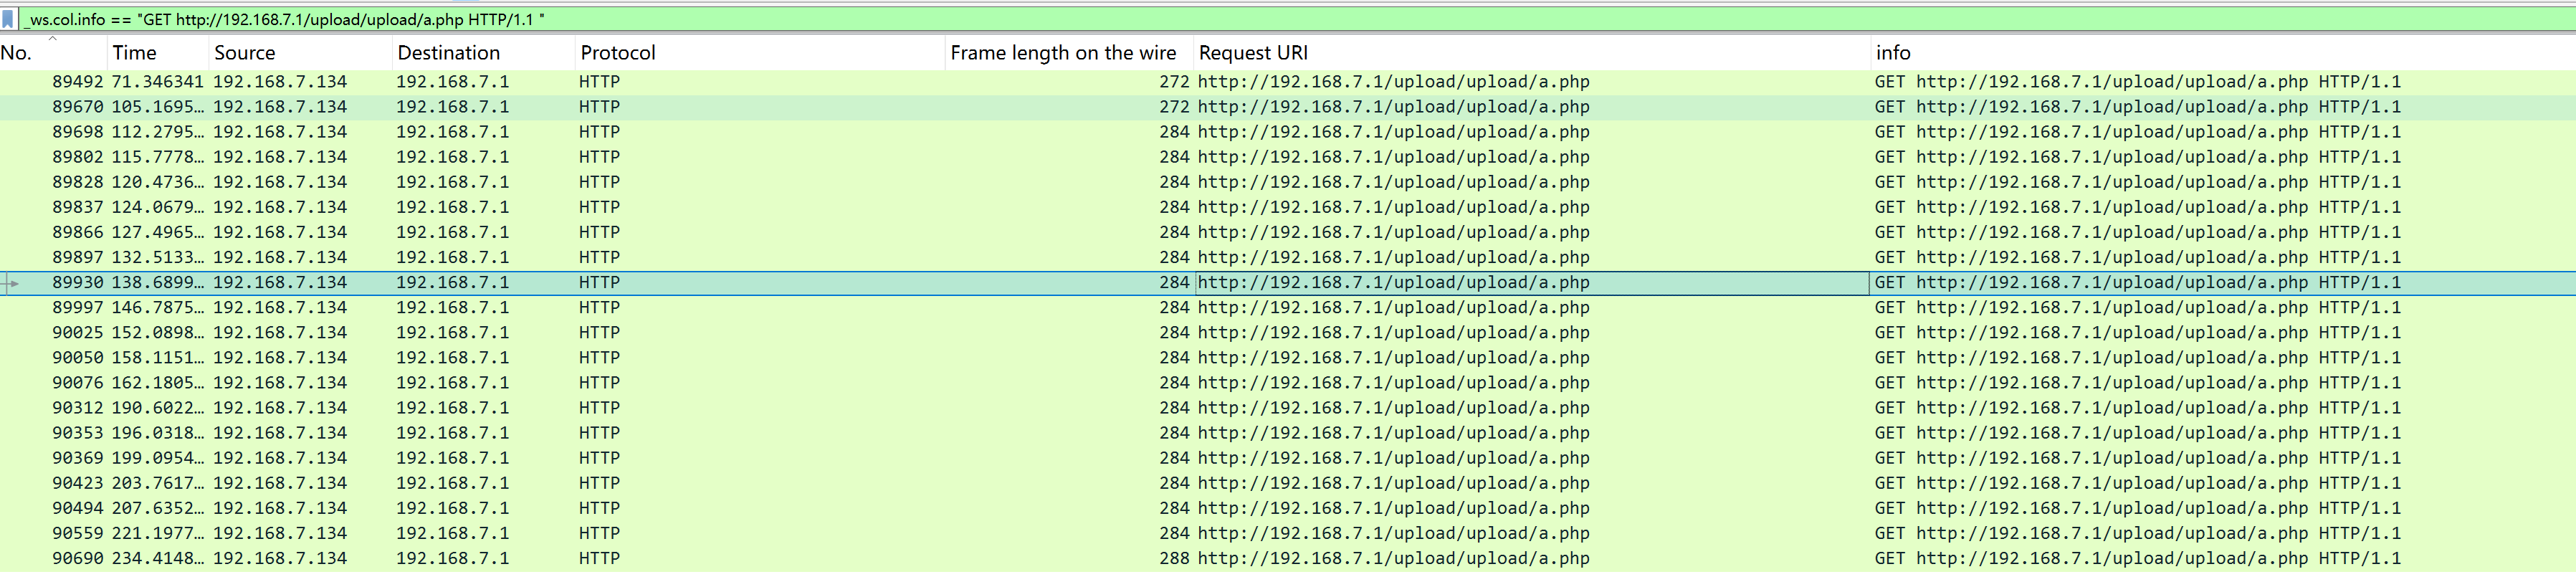 _ws.col.info == "GET http://192.168.7.1/upload/upload/a.php HTTP/1.1 "
No. Time Source Destination Protocol Frame length on the wire Request URI info
89492 71.346341 192.168.7.134 192.168.7.1 HTTP 272 http://192.168.7.1/upload/upload/a.php GET http://192.168.7.1/upload/upload/a.php HTTP/1.1
89670 105.1695… 192.168.7.134 192.168.7.1 HTTP 272 http://192.168.7.1/upload/upload/a.php GET http://192.168.7.1/upload/upload/a.php HTTP/1.1
89698 112.2795… 192.168.7.134 192.168.7.1 HTTP 284 http://192.168.7.1/upload/upload/a.php GET http://192.168.7.1/upload/upload/a.php HTTP/1.1
89802 115.7778… 192.168.7.134 192.168.7.1 HTTP 284 http://192.168.7.1/upload/upload/a.php GET http://192.168.7.1/upload/upload/a.php HTTP/1.1
89828 120.4736… 192.168.7.134 192.168.7.1 HTTP 284 http://192.168.7.1/upload/upload/a.php GET http://192.168.7.1/upload/upload/a.php HTTP/1.1
89837 124.0679… 192.168.7.134 192.168.7.1 HTTP 284 http://192.168.7.1/upload/upload/a.php GET http://192.168.7.1/upload/upload/a.php HTTP/1.1
89866 127.4965… 192.168.7.134 192.168.7.1 HTTP 284 http://192.168.7.1/upload/upload/a.php GET http://192.168.7.1/upload/upload/a.php HTTP/1.1
89897 132.5133… 192.168.7.134 192.168.7.1 HTTP 284 http://192.168.7.1/upload/upload/a.php GET http://192.168.7.1/upload/upload/a.php HTTP/1.1
89930 138.6899… 192.168.7.134 192.168.7.1 HTTP 284 http://192.168.7.1/upload/upload/a.php GET http://192.168.7.1/upload/upload/a.php HTTP/1.1
89997 146.7875… 192.168.7.134 192.168.7.1 HTTP 284 http://192.168.7.1/upload/upload/a.php GET http://192.168.7.1/upload/upload/a.php HTTP/1.1
90025 152.0898… 192.168.7.134 192.168.7.1 HTTP 284 http://192.168.7.1/upload/upload/a.php GET http://192.168.7.1/upload/upload/a.php HTTP/1.1
90050 158.1151… 192.168.7.134 192.168.7.1 HTTP 284 http://192.168.7.1/upload/upload/a.php GET http://192.168.7.1/upload/upload/a.php HTTP/1.1
90076 162.1805… 192.168.7.134 192.168.7.1 HTTP 284 http://192.168.7.1/upload/upload/a.php GET http://192.168.7.1/upload/upload/a.php HTTP/1.1
90312 190.6022… 192.168.7.134 192.168.7.1 HTTP 284 http://192.168.7.1/upload/upload/a.php GET http://192.168.7.1/upload/upload/a.php HTTP/1.1
90353 196.0318… 192.168.7.134 192.168.7.1 HTTP 284 http://192.168.7.1/upload/upload/a.php GET http://192.168.7.1/upload/upload/a.php HTTP/1.1
90369 199.0954… 192.168.7.134 192.168.7.1 HTTP 284 http://192.168.7.1/upload/upload/a.php GET http://192.168.7.1/upload/upload/a.php HTTP/1.1
90423 203.7617… 192.168.7.134 192.168.7.1 HTTP 284 http://192.168.7.1/upload/upload/a.php GET http://192.168.7.1/upload/upload/a.php HTTP/1.1
90494 207.6352… 192.168.7.134 192.168.7.1 HTTP 284 http://192.168.7.1/upload/upload/a.php GET http://192.168.7.1/upload/upload/a.php HTTP/1.1
90559 221.1977… 192.168.7.134 192.168.7.1 HTTP 284 http://192.168.7.1/upload/upload/a.php GET http://192.168.7.1/upload/upload/a.php HTTP/1.1
90690 234.4148… 192.168.7.134 192.168.7.1 HTTP 288 http://192.168.7.1/upload/upload/a.php GET http://192.168.7.1/upload/upload/a.php HTTP/1.1